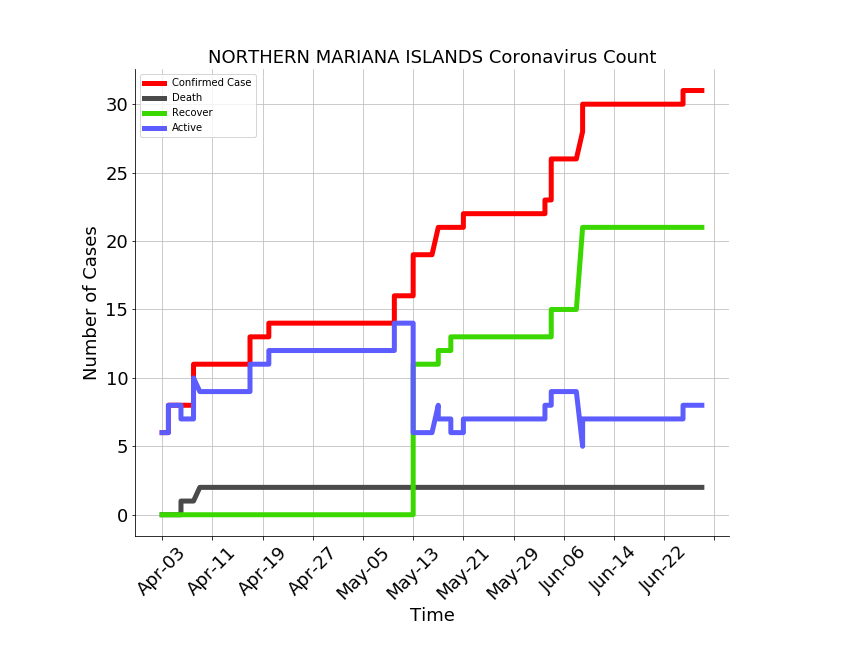 NORTHERN MARIANA ISLANDS Coronavirus Count
Confirmed Case
Death
Recover
Active
30
25
20
15
10
5
0
Number of Cases
Apr-03
Apr-11
Apr-19
Apr-27
May-05
May-13
May-21
May-29
Jun-06
Jun-14
Jun-22
Time